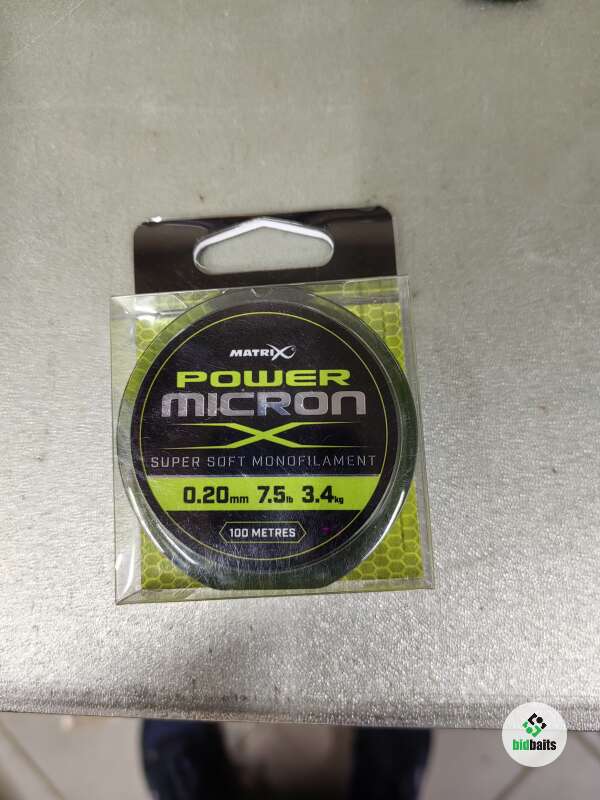 MATRIX
POWER
MICRON
X
SUPER SOFT MONOFILAMENT
0.20mm 7.5lb 3.4kg
100 METRES
bidbaits